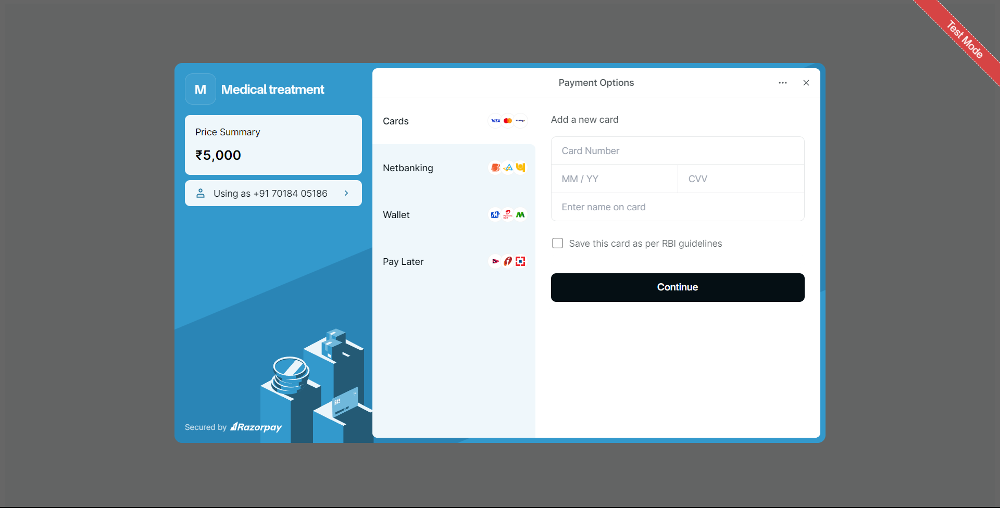 Test Mode
M
Medical treatment
Price Summary
₹5,000
Using as +91 70184 05186
Secured by Razorpay
Payment Options
Cards
VISA
RuPay
Netbanking
Wallet
Pay Later
Add a new card
Card Number
MM / YY
CVV
Enter name on card
Save this card as per RBI guidelines
Continue